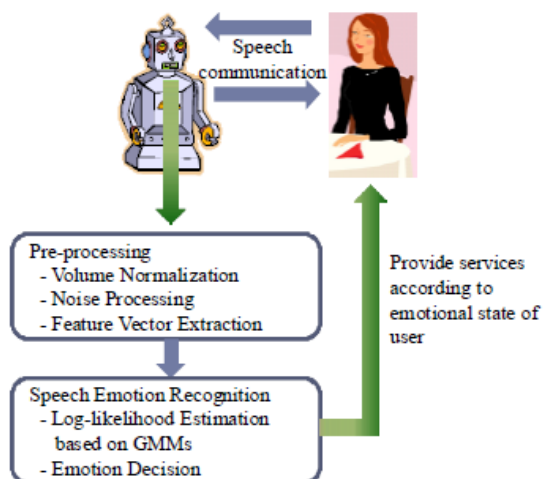 Speech
communication
Pre-processing
- Volume Normalization
- Noise Processing
- Feature Vector Extraction
Provide services
according to
emotional state of
user
Speech Emotion Recognition
- Log-likelihood Estimation
based on GMMs
- Emotion Decision